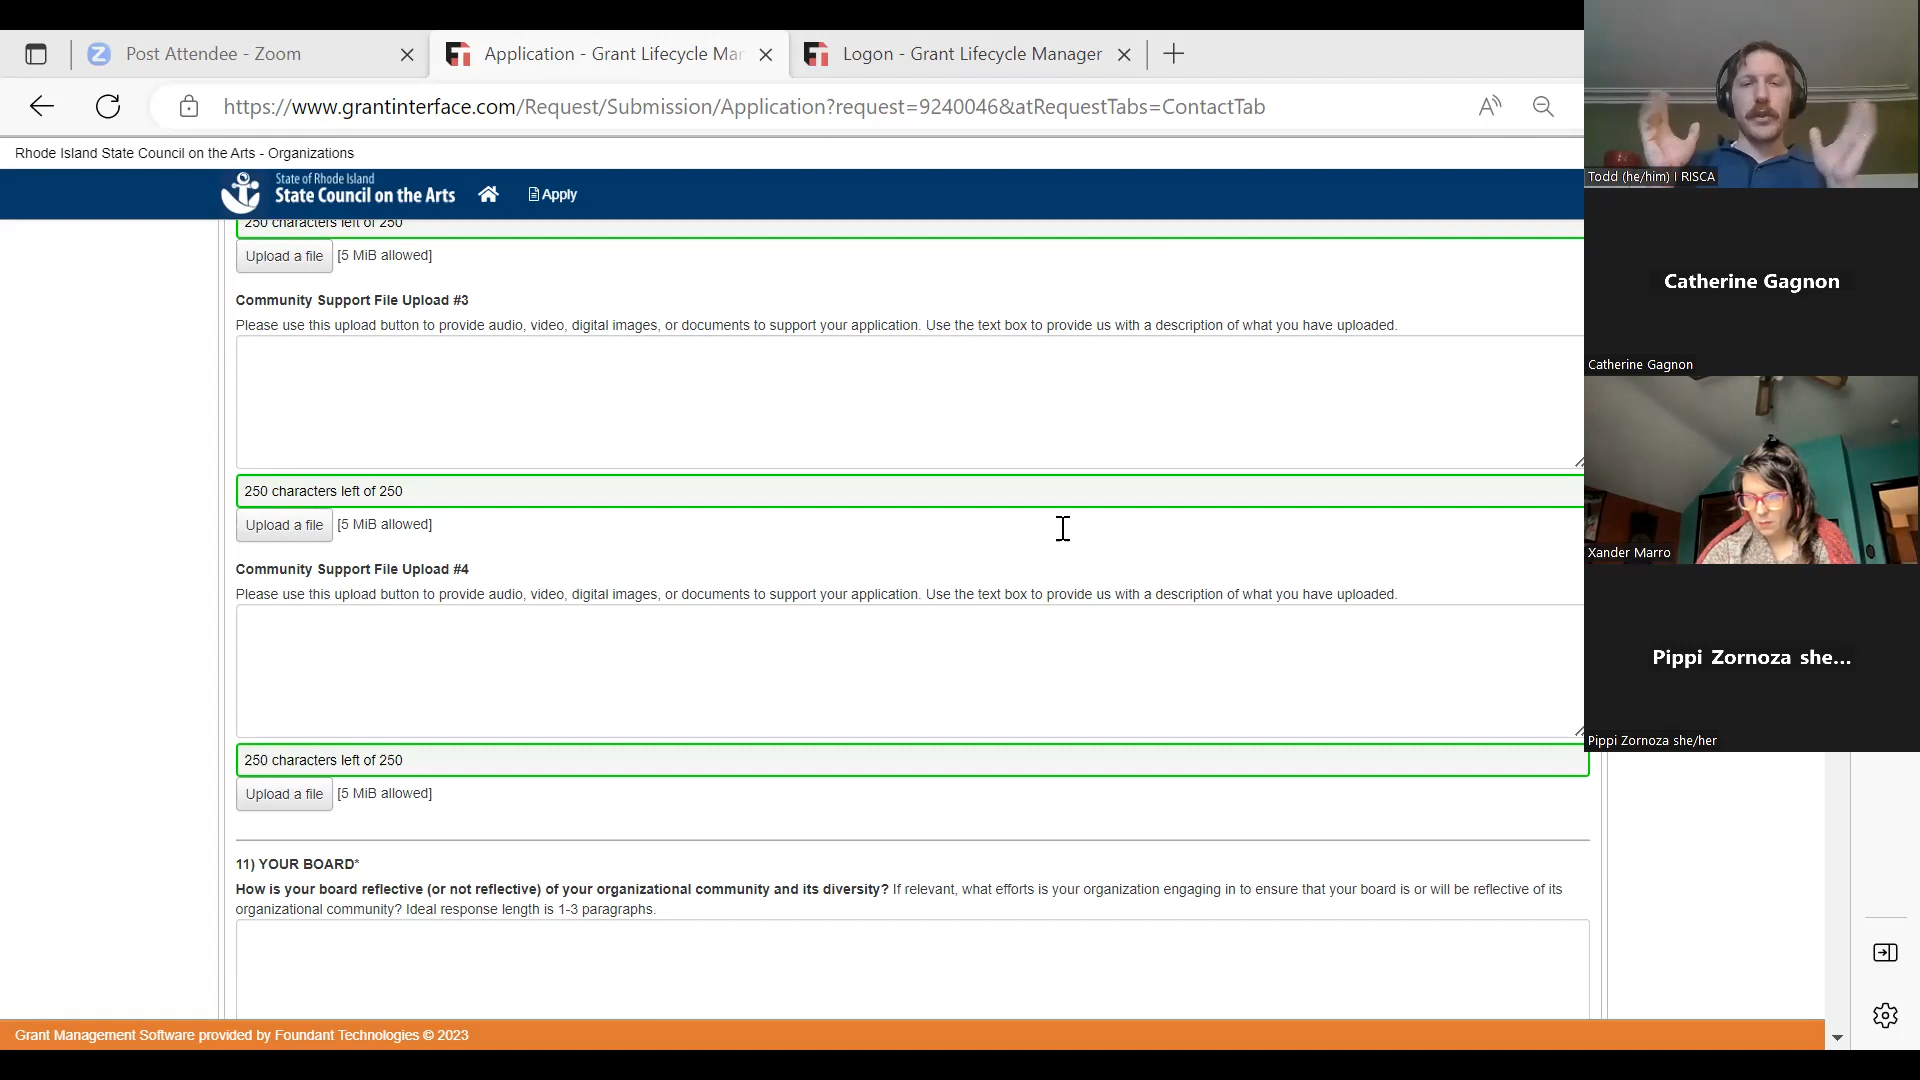 Post Attendee - Zoom
Application - Grant Lifecycle Mar
Logon - Grant Lifecycle Manager
https://www.grantinterface.com/Request/Submission/Application?request=9240046&atRequestTabs=ContactTab
Rhode Island State Council on the Arts - Organizations
State of Rhode Island
State Council on the Arts
Apply
250 characters left of 250
Upload a file [5 MiB allowed]
Community Support File Upload #3
Please use this upload button to provide audio, video, digital images, or documents to support your application. Use the text box to provide us with a description of what you have uploaded.
250 characters left of 250
Upload a file [5 MiB allowed]
Community Support File Upload #4
Please use this upload button to provide audio, video, digital images, or documents to support your application. Use the text box to provide us with a description of what you have uploaded.
250 characters left of 250
Upload a file [5 MiB allowed]
11) YOUR BOARD*
How is your board reflective (or not reflective) of your organizational community and its diversity? If relevant, what efforts is your organization engaging in to ensure that your board is or will be reflective of its
organizational community? Ideal response length is 1-3 paragraphs.
Grant Management Software provided by Foundant Technologies © 2023
Todd (he/him) | RISCA
Catherine Gagnon
Catherine Gagnon
Xander Marro
Pippi Zornoza she...
Pippi Zornoza she/her